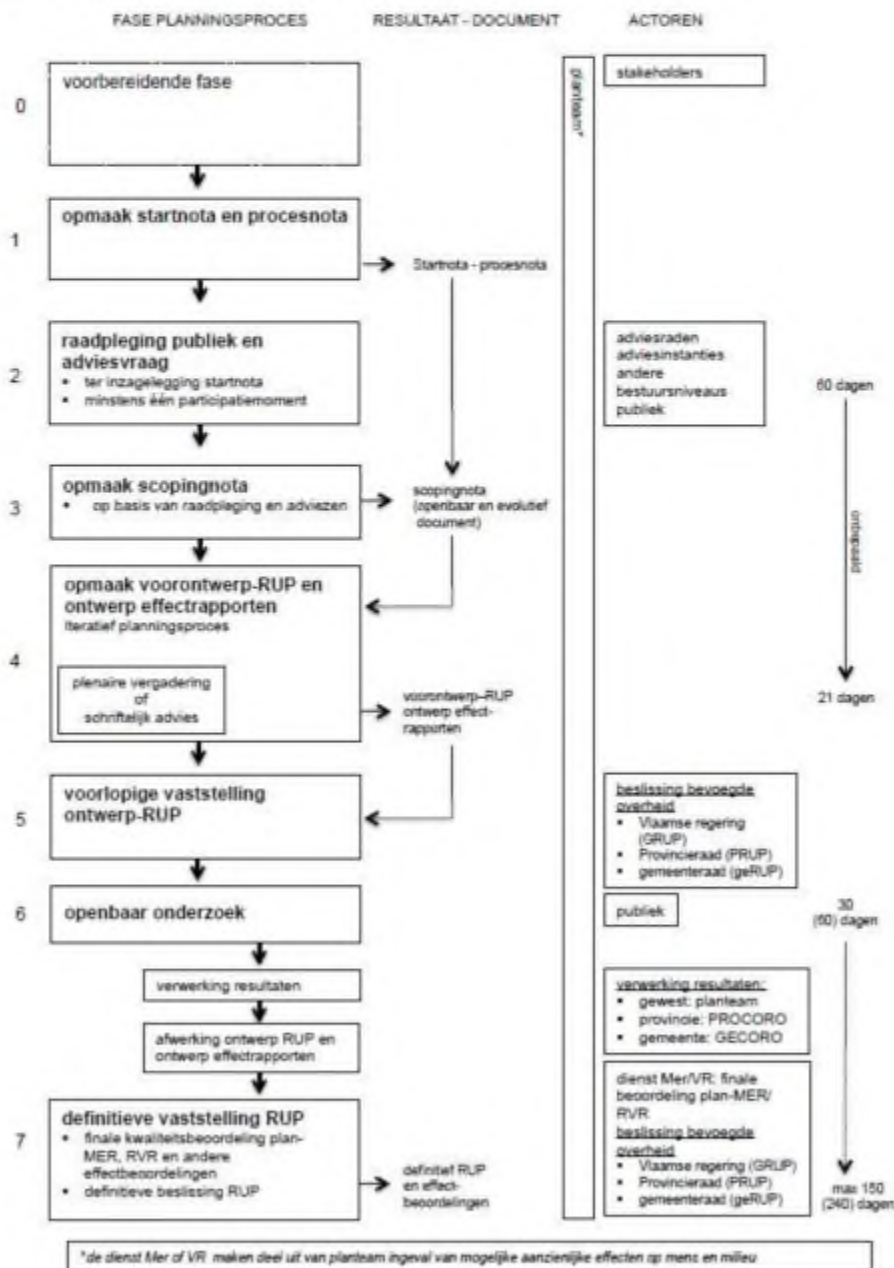 FASE PLANNINGSPROCES
RESULTAAT - DOCUMENT
ACTOREN
planteam*
0
voorbereidende fase
stakeholders
1
opmaak startnota en procesnota
Startnota - procesnota
2
raadpleging publiek en
adviesvraag
▪ ter inzagelegging startnota
▪ minstens één participatiemoment
adviesraden
adviesinstanties
andere
bestuursniveaus
publiek
60 dagen
3
opmaak scopingnota
▪ op basis van raadpleging en adviezen
scopingnota
(openbaar en evolutief
document)
onbepaald
4
opmaak voorontwerp-RUP en
ontwerp effectrapporten
Iteratief planningsproces
plenaire vergadering
of
schriftelijk advies
voorontwerp–RUP
ontwerp effect-
rapporten
21 dagen
5
voorlopige vaststelling
ontwerp-RUP
beslissing bevoegde
overheid
▪ Vlaamse regering
(GRUP)
▪ Provincieraad (PRUP)
▪ gemeenteraad (geRUP)
6
openbaar onderzoek
publiek
30
(60) dagen
verwerking resultaten
verwerking resultaten:
▪ gewest: planteam
▪ provincie: PROCORO
▪ gemeente: GECORO
afwerking ontwerp RUP en
ontwerp effectrapporten
7
definitieve vaststelling RUP
▪ finale kwaliteitsbeoordeling plan-
MER, RVR en andere
effectbeoordelingen
▪ definitieve beslissing RUP
definitief RUP
en effect-
beoordelingen
dienst Mer/VR: finale
beoordeling plan-MER/
RVR
beslissing bevoegde
overheid
▪ Vlaamse regering (GRUP)
▪ Provincieraad (PRUP)
▪ gemeenteraad (geRUP)
max 150
(240) dagen
*de dienst Mer of VR maken deel uit van planteam ingeval van mogelijke aanzienlijke effecten op mens en milieu